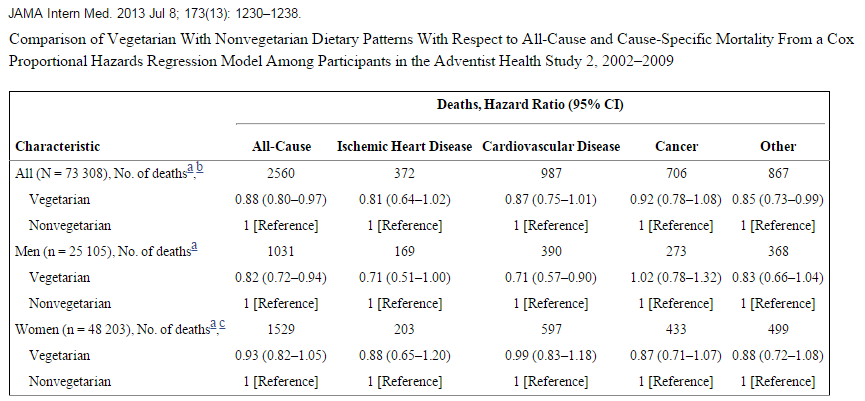 JAMA Intern Med. 2013 Jul 8; 173(13): 1230–1238.
Comparison of Vegetarian With Nonvegetarian Dietary Patterns With Respect to All-Cause and Cause-Specific Mortality From a Cox
Proportional Hazards Regression Model Among Participants in the Adventist Health Study 2, 2002–2009
Deaths, Hazard Ratio (95% CI)
Characteristic All-Cause Ischemic Heart Disease Cardiovascular Disease Cancer Other
All (N = 73 308), No. of deathsa,b 2560 372 987 706 867
Vegetarian 0.88 (0.80–0.97) 0.81 (0.64–1.02) 0.87 (0.75–1.01) 0.92 (0.78–1.08) 0.85 (0.73–0.99)
Nonvegetarian 1 [Reference] 1 [Reference] 1 [Reference] 1 [Reference] 1 [Reference]
Men (n = 25 105), No. of deathsa 1031 169 390 273 368
Vegetarian 0.82 (0.72–0.94) 0.71 (0.51–1.00) 0.71 (0.57–0.90) 1.02 (0.78–1.32) 0.83 (0.66–1.04)
Nonvegetarian 1 [Reference] 1 [Reference] 1 [Reference] 1 [Reference] 1 [Reference]
Women (n = 48 203), No. of deathsa,c 1529 203 597 433 499
Vegetarian 0.93 (0.82–1.05) 0.88 (0.65–1.20) 0.99 (0.83–1.18) 0.87 (0.71–1.07) 0.88 (0.72–1.08)
Nonvegetarian 1 [Reference] 1 [Reference] 1 [Reference] 1 [Reference] 1 [Reference]